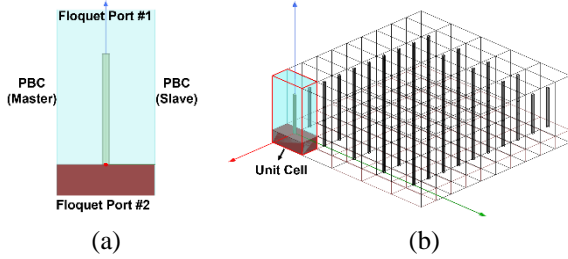 Floquet Port #1
PBC
(Master)
PBC
(Slave)
Floquet Port #2
(a)
Unit Cell
(b)